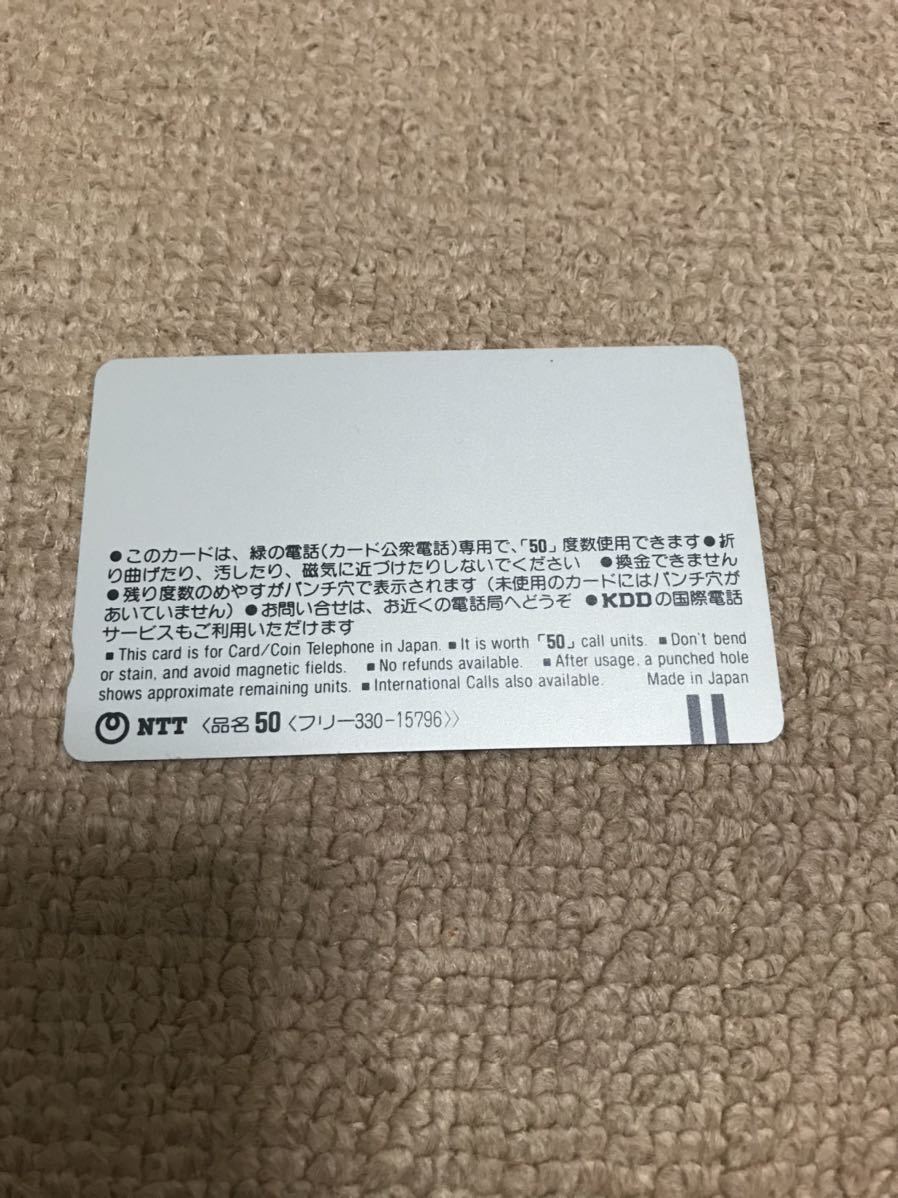 ●このカードは、緑の電話(カード公衆電話)専用で、「50」度数使用できます●折
り曲げたり、汚したり、磁気に近づけたりしないでください　●換金できません
●残り度数のめやすがパンチ穴で表示されます(未使用のカードにはパンチ穴が
あいていません)●お問い合せは、お近くの電話局へどうぞ　●KDDの国際電話
サービスもご利用いただけます
■ This card is for Card/Coin Telephone in Japan. ■ It is worth「50」call units. ■ Don't bend
or stain, and avoid magnetic fields. ■ No refunds available. ■ After usage, a punched hole
shows approximate remaining units. ■ International Calls also available. Made in Japan
NTT 〈品名50〈フリー330-15796〉〉